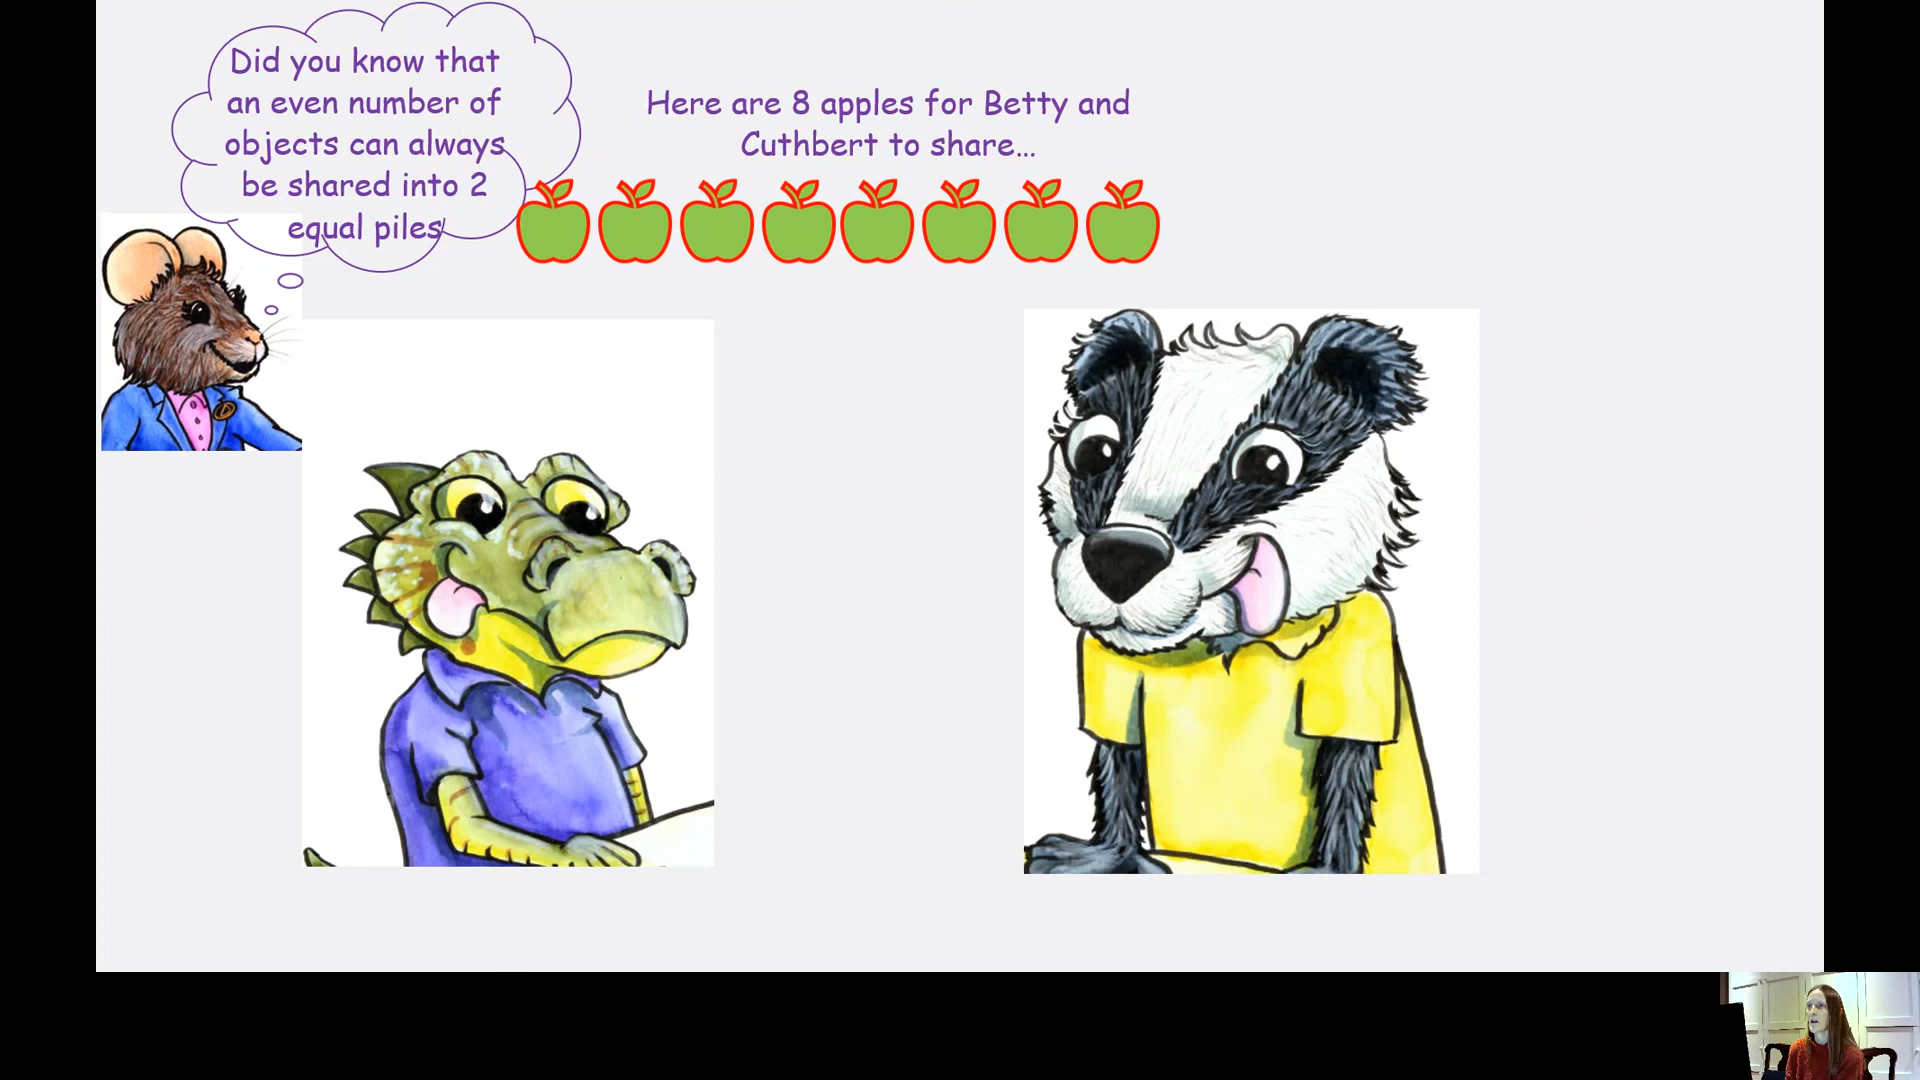 Did you know that
an even number of
objects can always
be shared into 2
equal piles
Here are 8 apples for Betty and
Cuthbert to share...